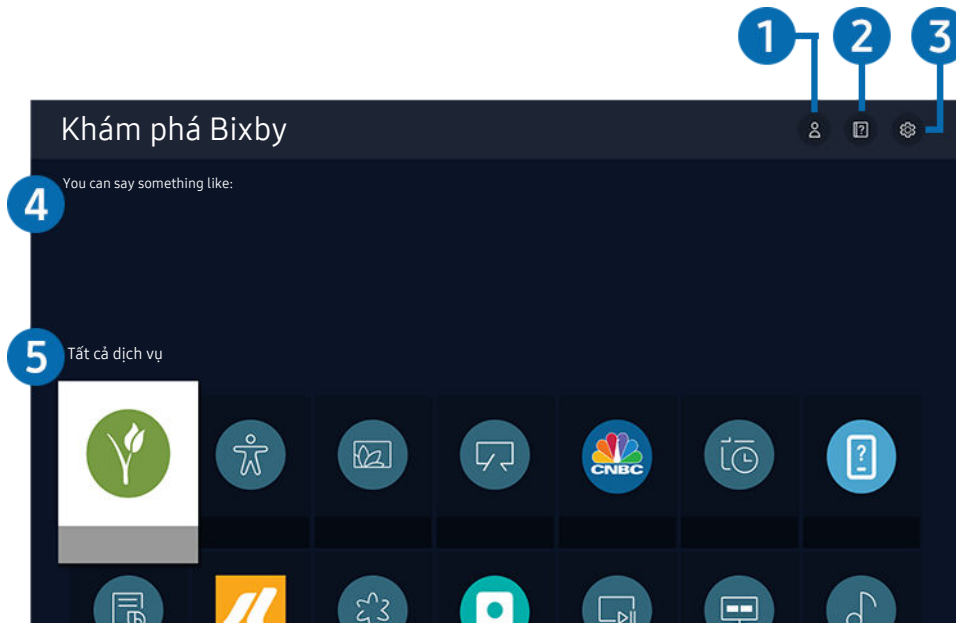 1 2 3
Khám phá Bixby
4
You can say something like:
5
Tất cả dịch vụ
CNBC